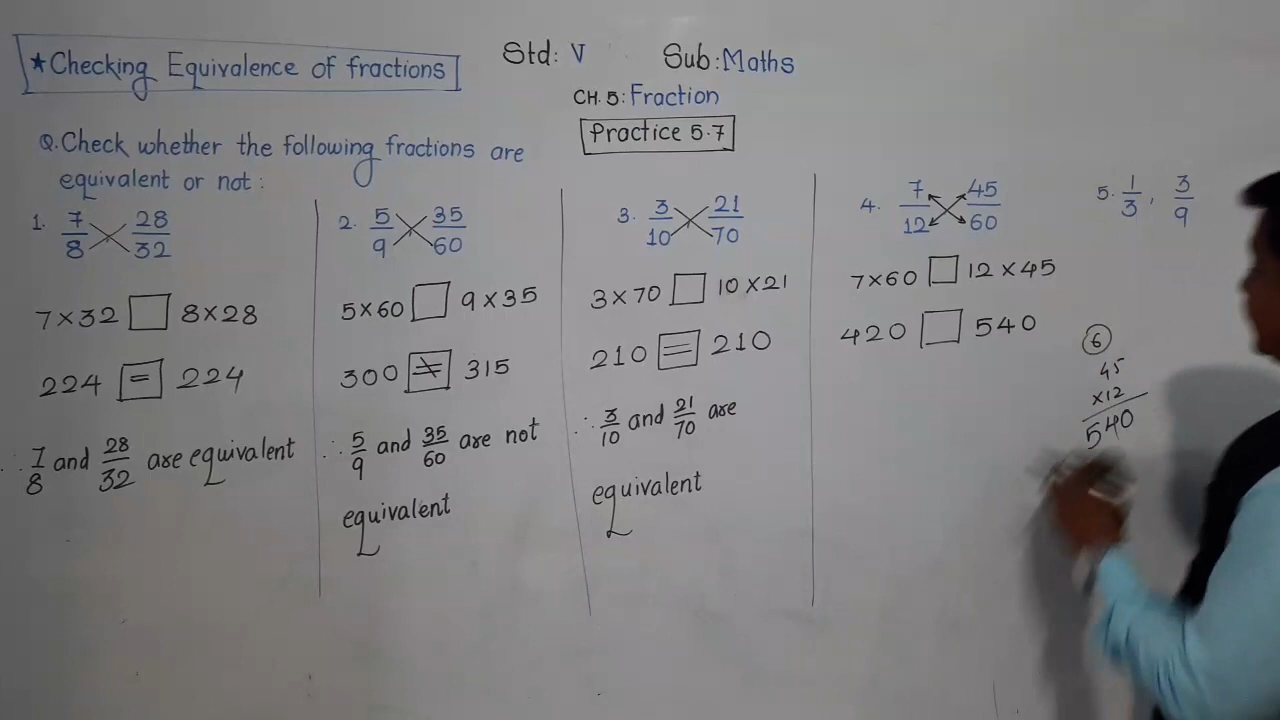 ★Checking Equivalence of fractions
Std: V Sub: Maths
CH. 5: Fraction
Practice 5.7
Q. Check whether the following fractions are
equivalent or not:
1. 7/8 28/32
7×32 □ 8×28
224 = 224
∴ 7/8 and 28/32 are equivalent
2. 5/9 35/60
5×60 □ 9×35
300 ≠ 315
∴ 5/9 and 35/60 are not
equivalent
3. 3/10 21/70
3×70 □ 10×21
210 = 210
∴ 3/10 and 21/70 are
equivalent
4. 7/12 45/60
7×60 □ 12×45
420 □ 540
5. 1/3, 3/9
6
45
×12
540